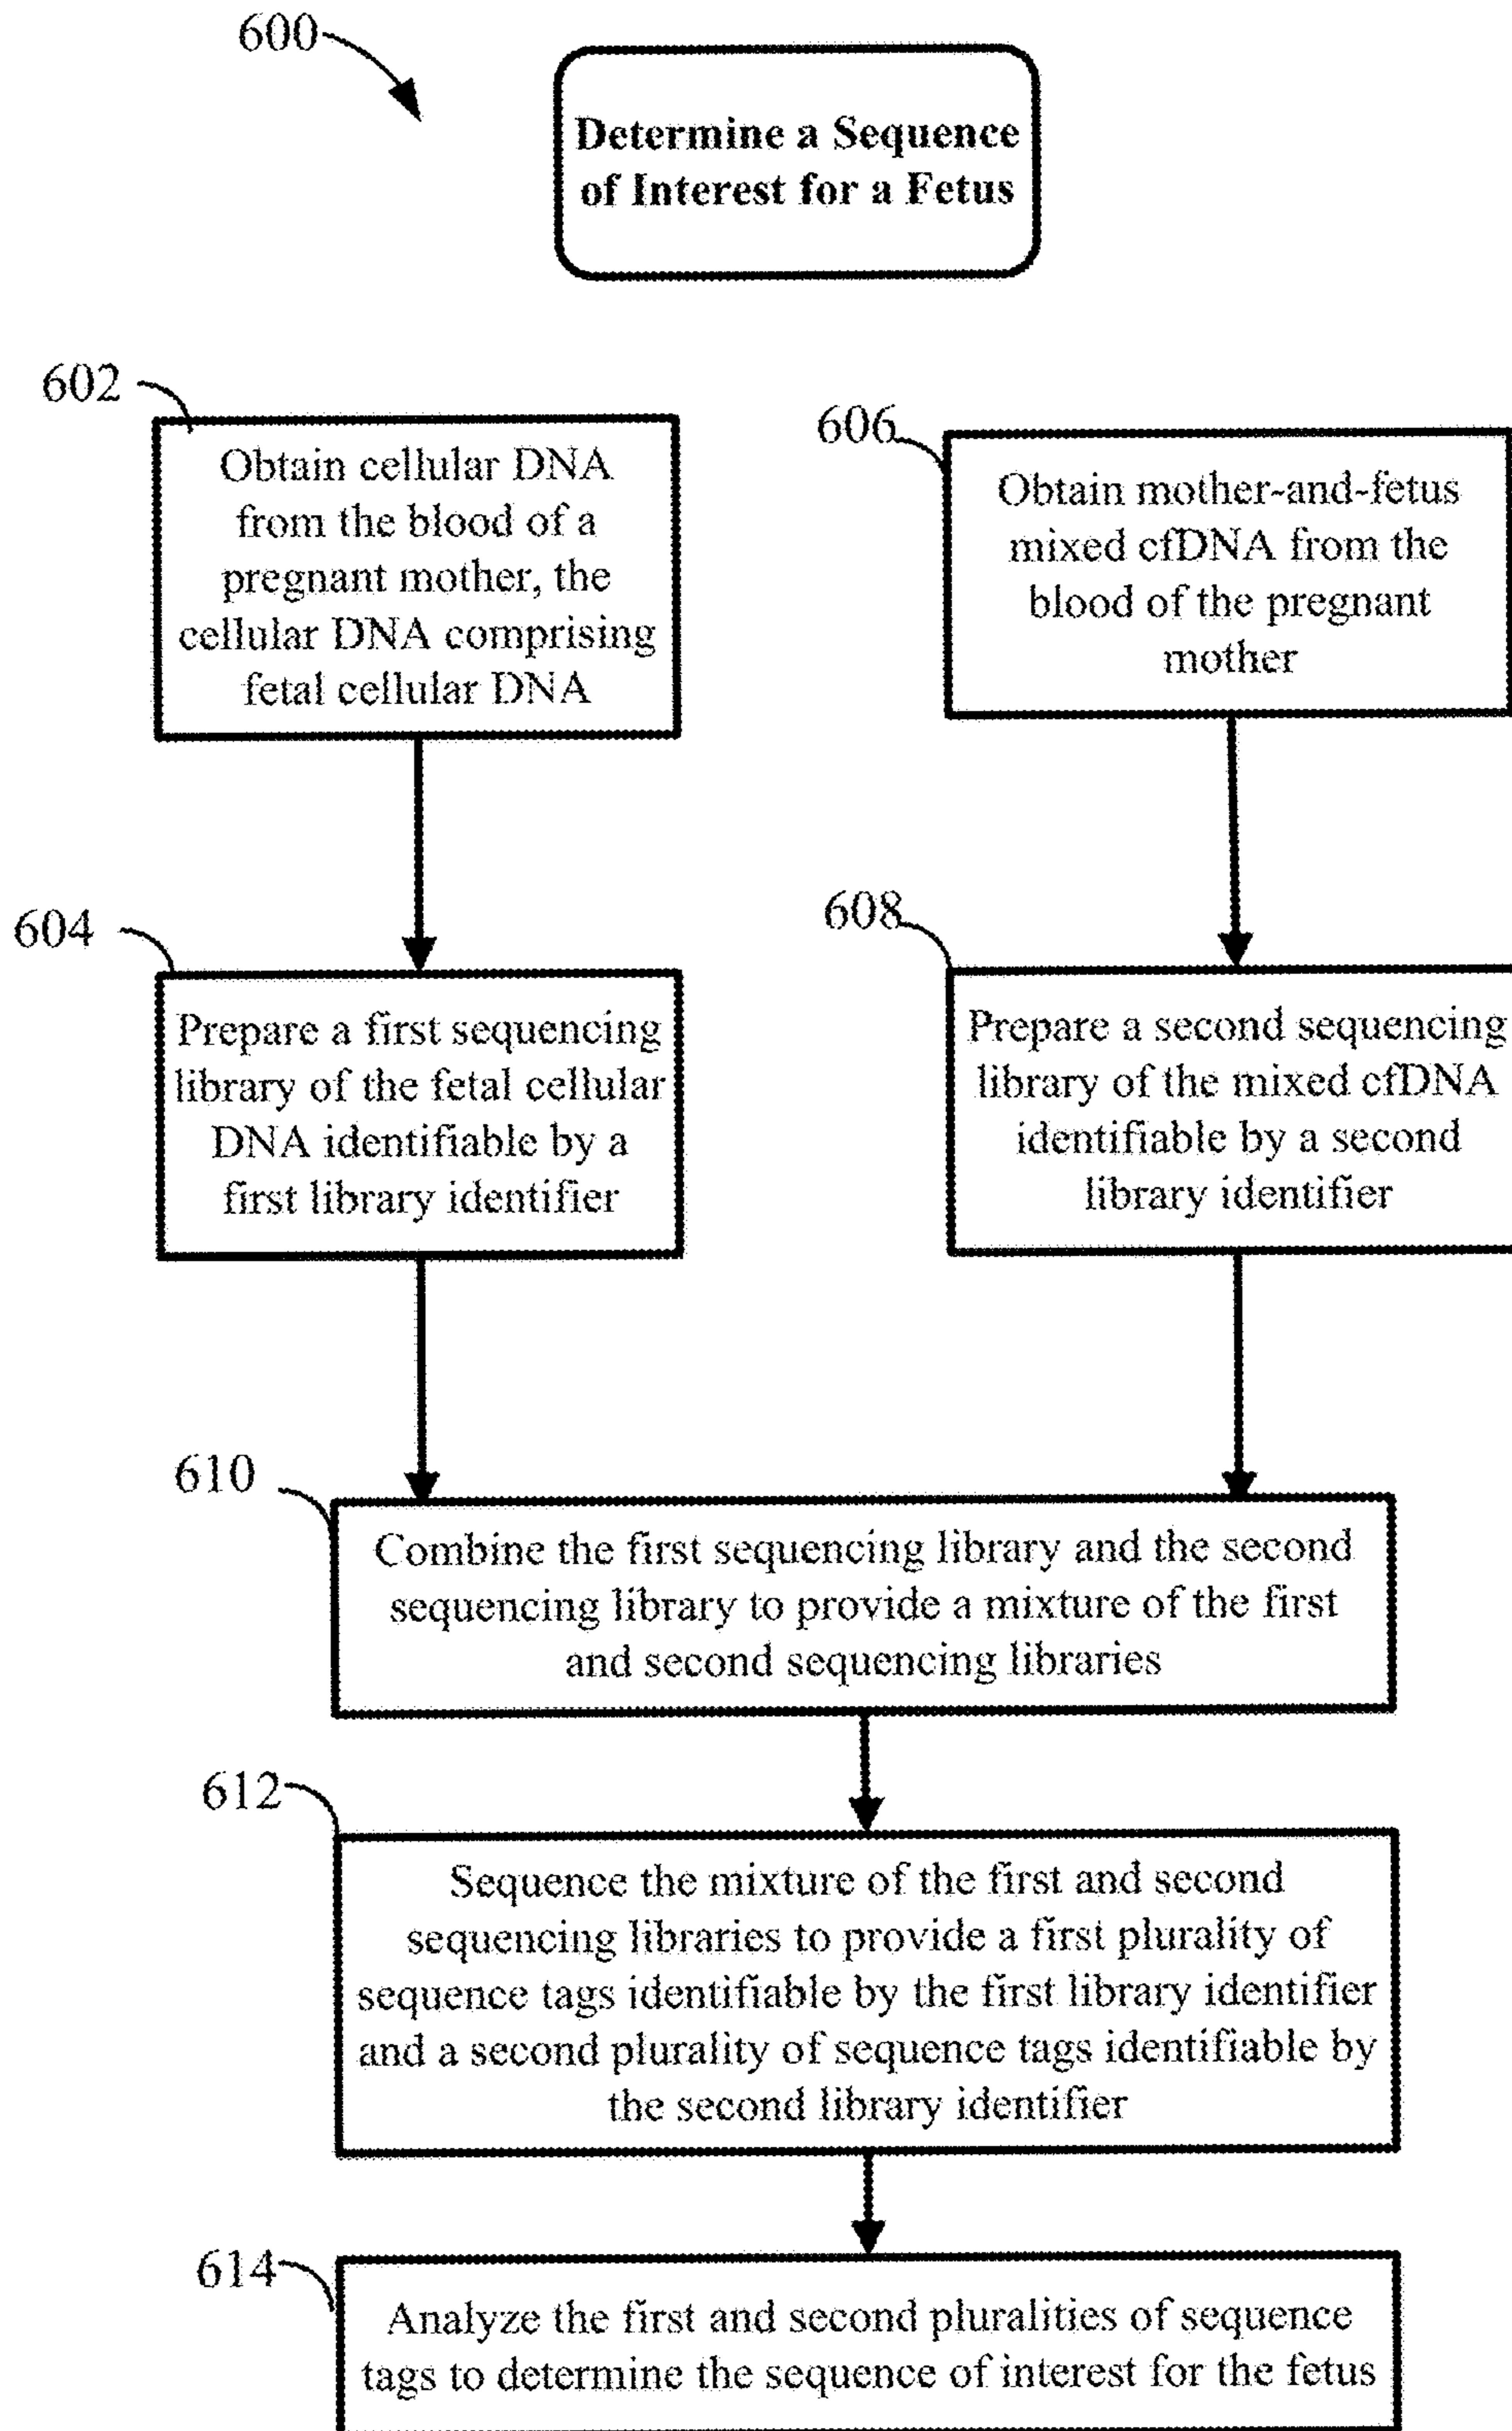 600
Determine a Sequence
of Interest for a Fetus
602
Obtain cellular DNA
from the blood of a
pregnant mother, the
cellular DNA comprising
fetal cellular DNA
606
Obtain mother-and-fetus
mixed cfDNA from the
blood of the pregnant
mother
604
Prepare a first sequencing
library of the fetal cellular
DNA identifiable by a
first library identifier
608
Prepare a second sequencing
library of the mixed cfDNA
identifiable by a second
library identifier
610
Combine the first sequencing library and the second
sequencing library to provide a mixture of the first
and second sequencing libraries
612
Sequence the mixture of the first and second
sequencing libraries to provide a first plurality of
sequence tags identifiable by the first library identifier
and a second plurality of sequence tags identifiable by
the second library identifier
614
Analyze the first and second pluralities of sequence
tags to determine the sequence of interest for the fetus